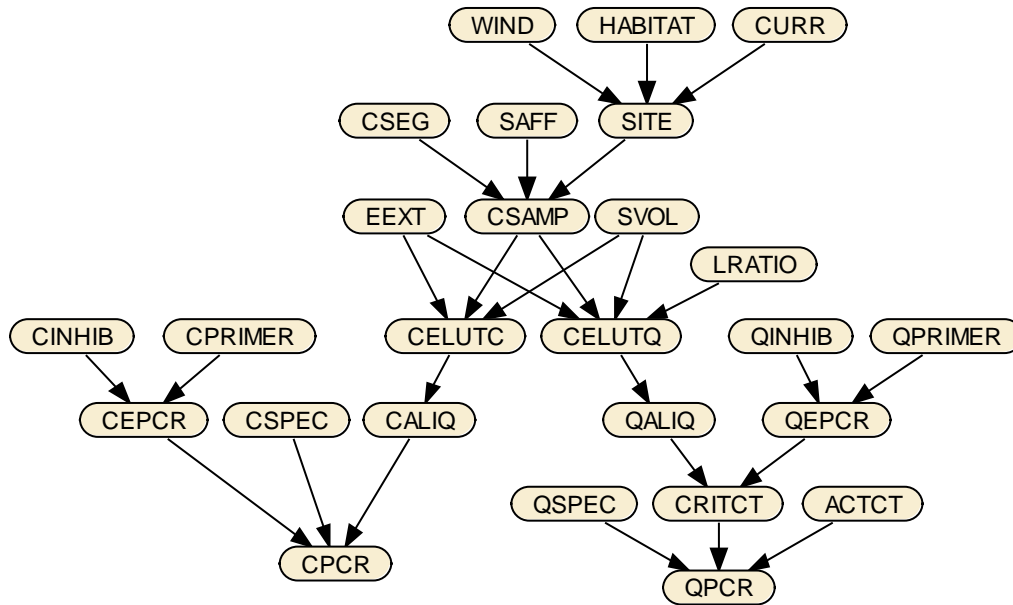 WIND HABITAT CURR
CSEG SAFF SITE
EEXT CSAMP SVOL
LRATIO
CINHIB CPRIMER CELUTC CELUTQ QINHIB QPRIMER
CEPCR CSPEC CALIQ QALIQ QEPCR
QSPEC CRITCT ACTCT
CPCR
QPCR